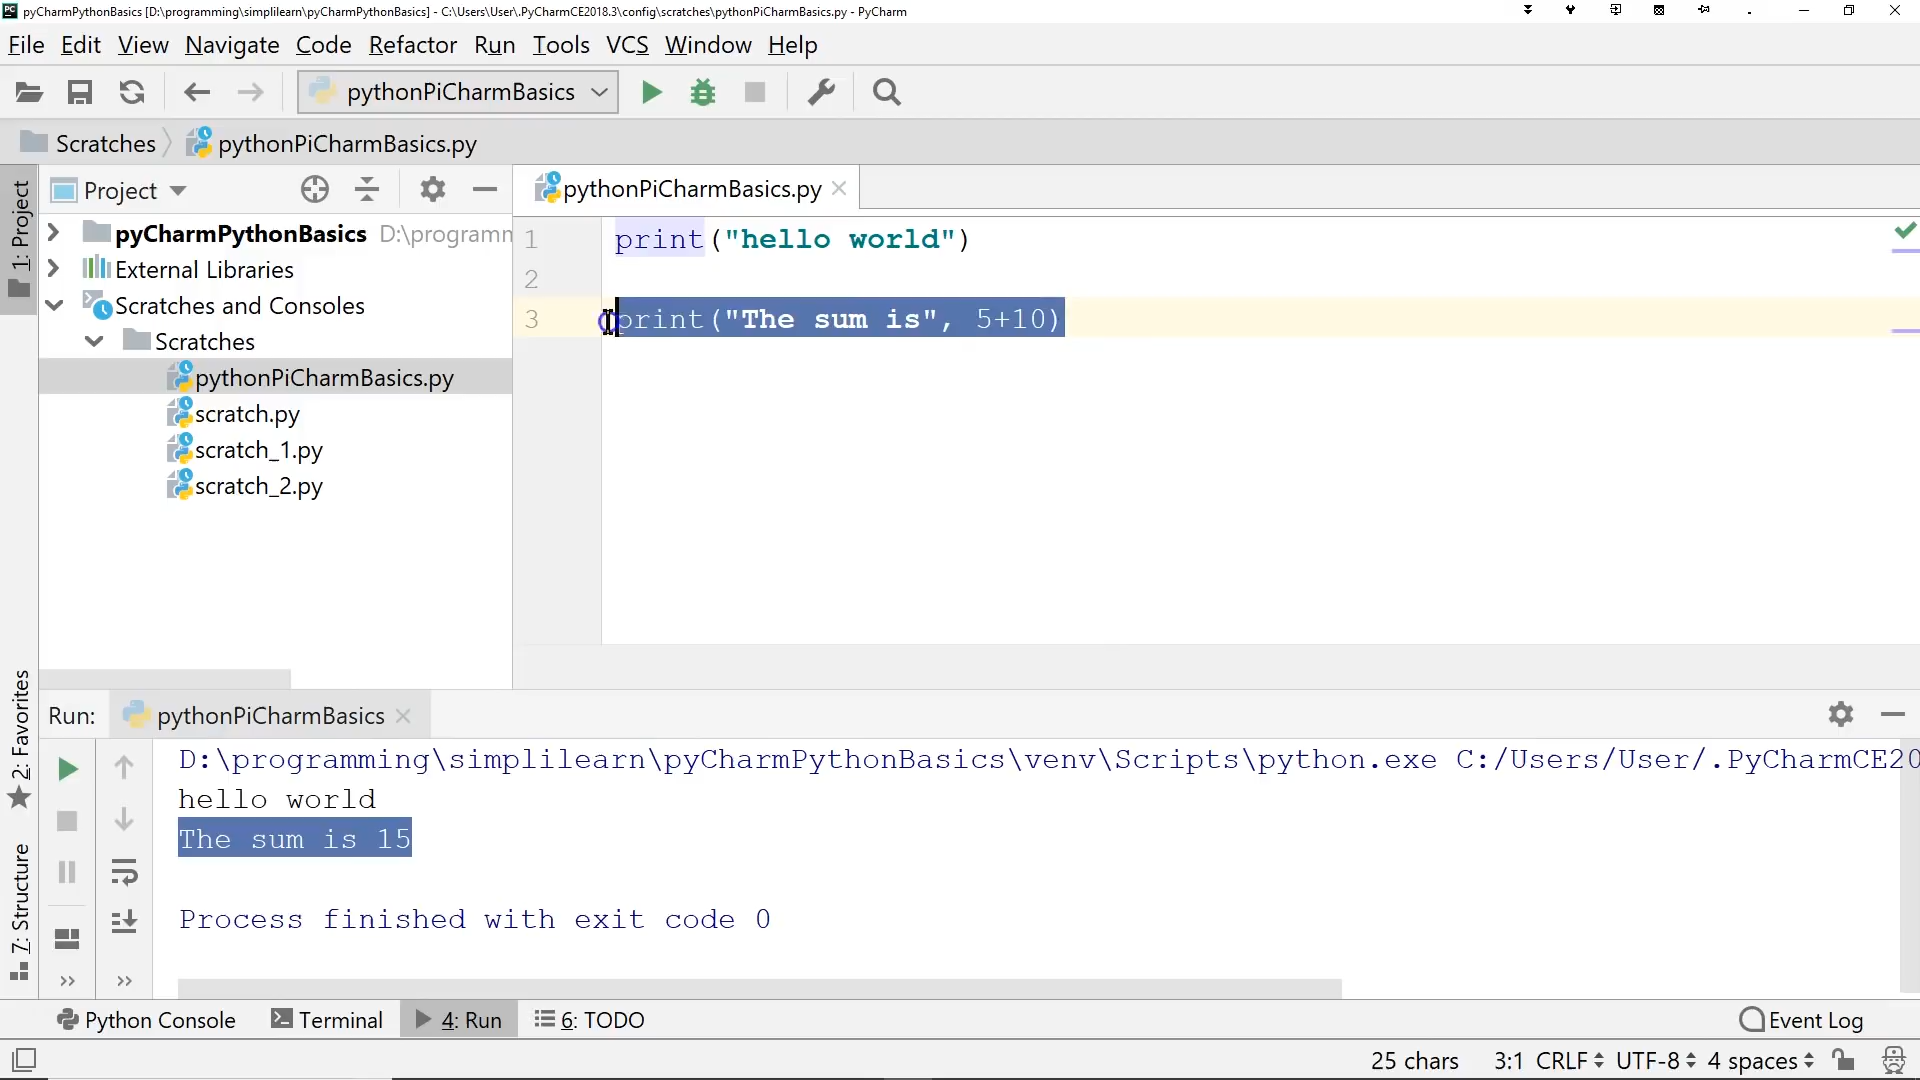 pyCharmPythonBasics [D:\programming\simplilearn\pyCharmPythonBasics] - C:\Users\User\.PyCharmCE2018.3\config\scratches\pythonPiCharmBasics.py - PyCharm
File Edit View Navigate Code Refactor Run Tools VCS Window Help
pythonPiCharmBasics
Scratches pythonPiCharmBasics.py
1: Project
Project
pyCharmPythonBasics D:\programm
External Libraries
Scratches and Consoles
Scratches
pythonPiCharmBasics.py
scratch.py
scratch_1.py
scratch_2.py
pythonPiCharmBasics.py
1 print("hello world")
2
3 print("The sum is", 5+10)
2: Favorites
7: Structure
Run: pythonPiCharmBasics
D:\programming\simplilearn\pyCharmPythonBasics\venv\Scripts\python.exe C:/Users/User/.PyCharmCE20
hello world
The sum is 15
Process finished with exit code 0
Python Console Terminal 4: Run 6: TODO Event Log
25 chars 3:1 CRLF UTF-8 4 spaces